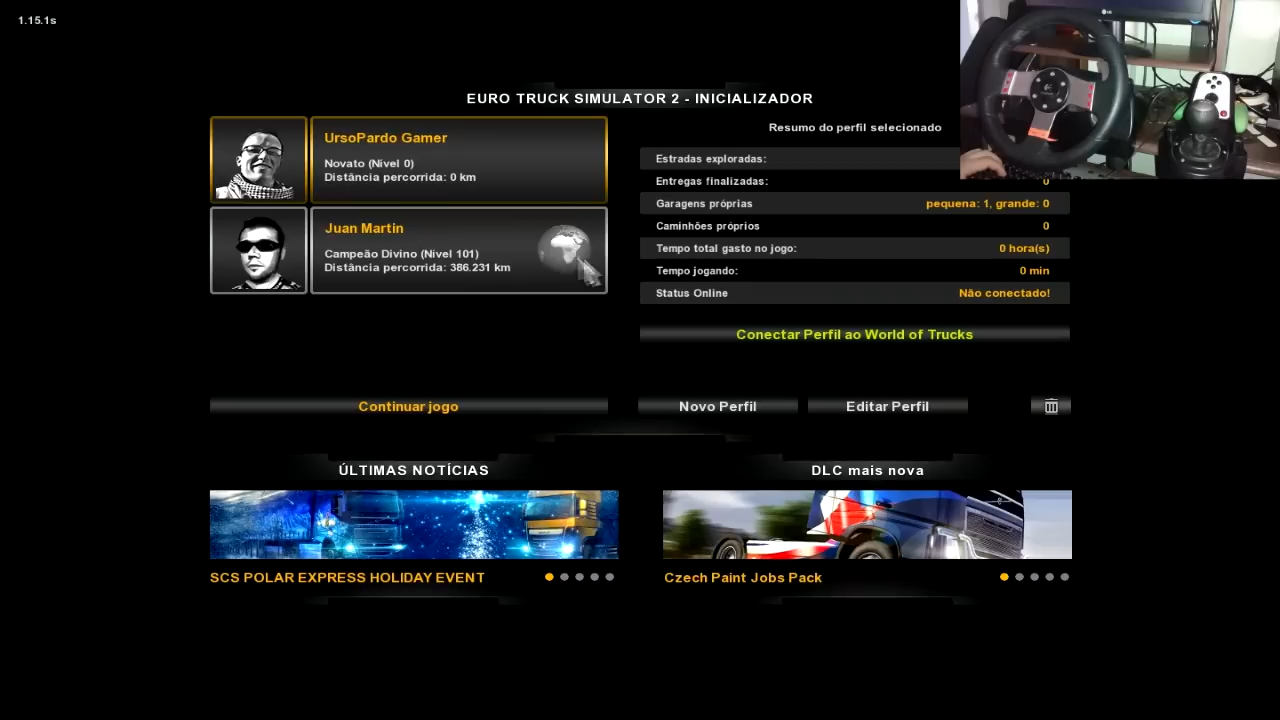 1.15.1s
EURO TRUCK SIMULATOR 2 - INICIALIZADOR
UrsoPardo Gamer
Novato (Nivel 0)
Distância percorrida: 0 km
Juan Martin
Campeão Divino (Nivel 101)
Distância percorrida: 386.231 km
Resumo do perfil selecionado
Estradas exploradas:
Entregas finalizadas: 0
Garagens próprias pequena: 1, grande: 0
Caminhões próprios 0
Tempo total gasto no jogo: 0 hora(s)
Tempo jogando: 0 min
Status Online Não conectado!
Conectar Perfil ao World of Trucks
Continuar jogo
Novo Perfil
Editar Perfil
ÚLTIMAS NOTÍCIAS
SCS POLAR EXPRESS HOLIDAY EVENT
DLC mais nova
Czech Paint Jobs Pack
LG